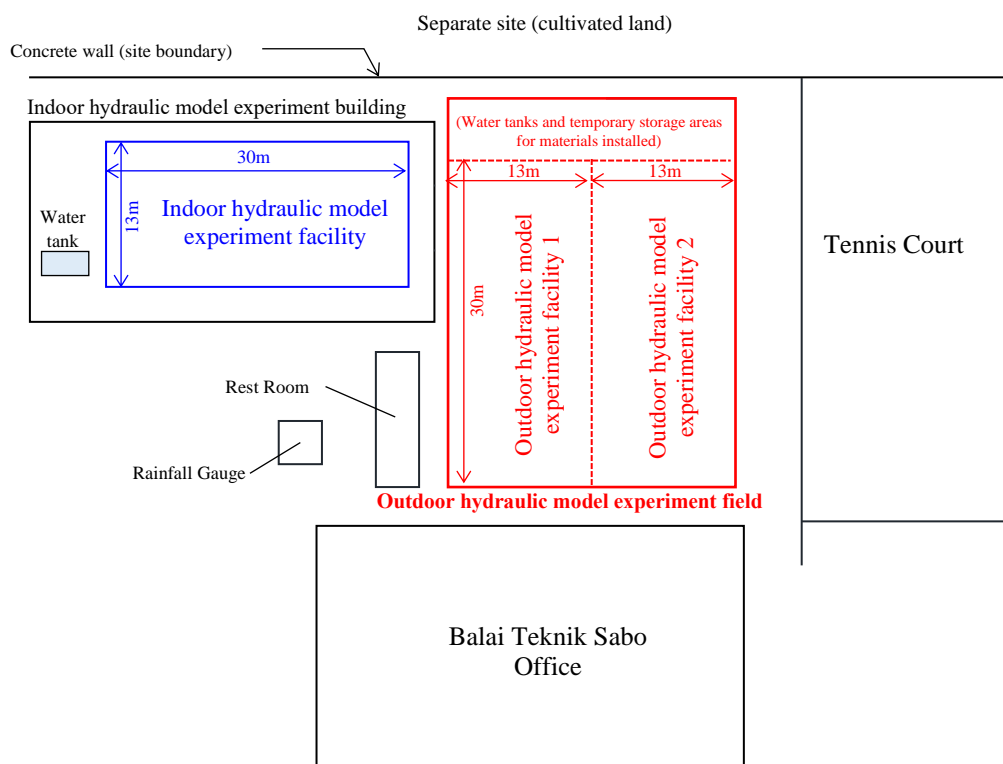 Separate site (cultivated land)
Concrete wall (site boundary)
Indoor hydraulic model experiment building
(Water tanks and temporary storage areas
for materials installed)
30m
13m
13m
13m
Water
tank
Indoor hydraulic model
experiment facility
30m
Outdoor hydraulic model
experiment facility 1
Outdoor hydraulic model
experiment facility 2
Tennis Court
Rest Room
Rainfall Gauge
Outdoor hydraulic model experiment field
Balai Teknik Sabo
Office